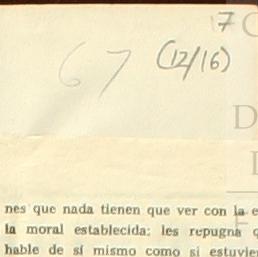 7
67 (12/16)
nes que nada tienen que ver con la e
la moral establecida: les repugna q
hable de sí mismo como si estuvier